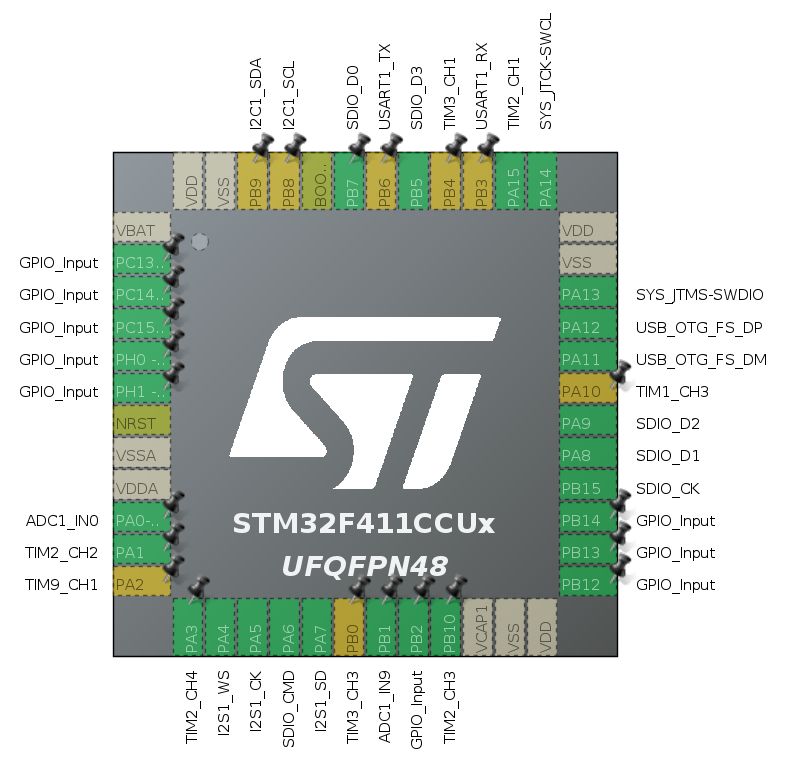 I2C1_SDA
I2C1_SCL
SDIO_D0
USART1_TX
SDIO_D3
TIM3_CH1
USART1_RX
TIM2_CH1
SYS_JTCK-SWCL
VDD
VSS
PB9
PB8
BOO..
PB7
PB6
PB5
PB4
PB3
PA15
PA14
VBAT
GPIO_Input PC13..
GPIO_Input PC14..
GPIO_Input PC15..
GPIO_Input PH0 -..
GPIO_Input PH1 -..
NRST
VSSA
VDDA
ADC1_IN0 PA0-..
TIM2_CH2 PA1
TIM9_CH1 PA2
ST
STM32F411CCUx
UFQFPN48
VDD
VSS
PA13 SYS_JTMS-SWDIO
PA12 USB_OTG_FS_DP
PA11 USB_OTG_FS_DM
PA10 TIM1_CH3
PA9 SDIO_D2
PA8 SDIO_D1
PB15 SDIO_CK
PB14 GPIO_Input
PB13 GPIO_Input
PB12 GPIO_Input
PA3
PA4
PA5
PA6
PA7
PB0
PB1
PB2
PB10
VCAP1
VSS
VDD
TIM2_CH4
I2S1_WS
I2S1_CK
SDIO_CMD
I2S1_SD
TIM3_CH3
ADC1_IN9
GPIO_Input
TIM2_CH3